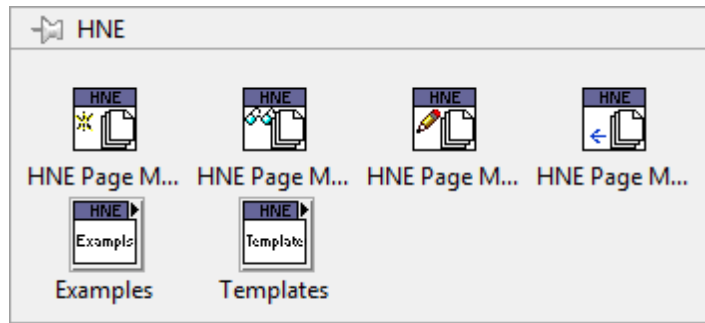 HNE
HNE HNE HNE HNE
HNE Page M... HNE Page M... HNE Page M... HNE Page M...
HNE HNE
Exampls Template
Examples Templates